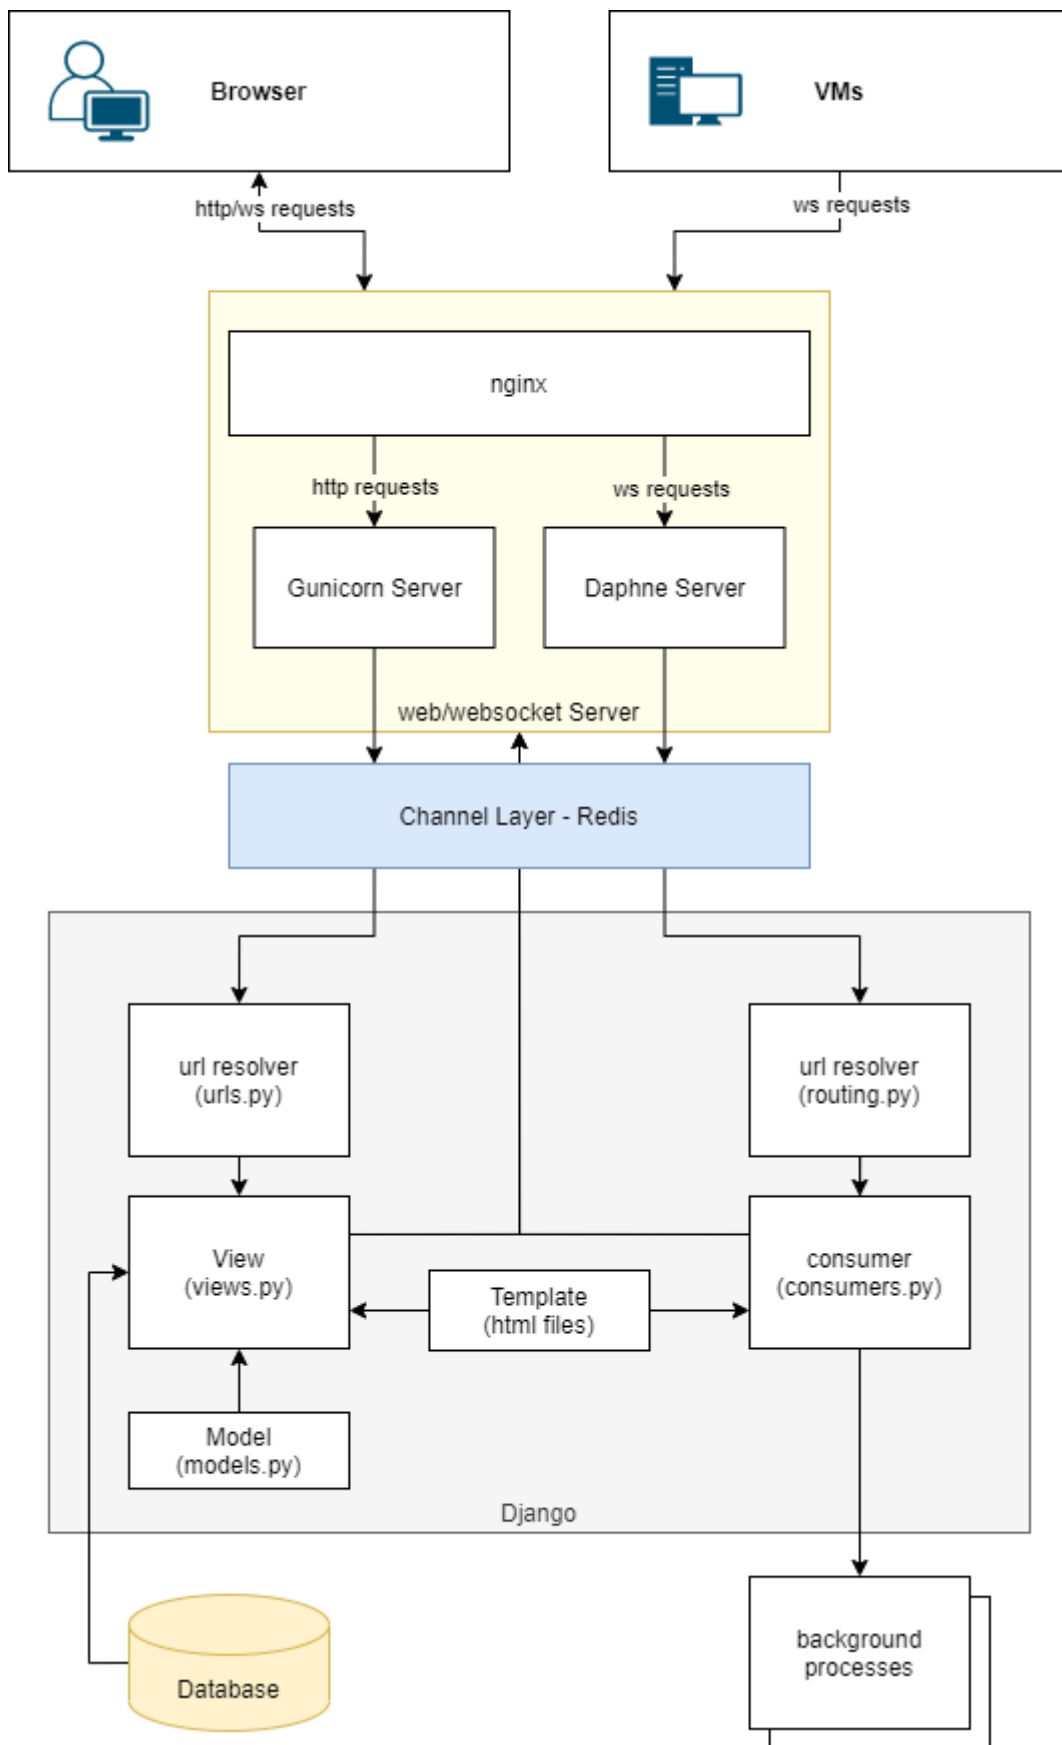 Browser
VMs
http/ws requests
ws requests
nginx
http requests
ws requests
Gunicorn Server
Daphne Server
web/websocket Server
Channel Layer - Redis
url resolver
(urls.py)
url resolver
(routing.py)
View
(views.py)
consumer
(consumers.py)
Template
(html files)
Model
(models.py)
Django
Database
background
processes